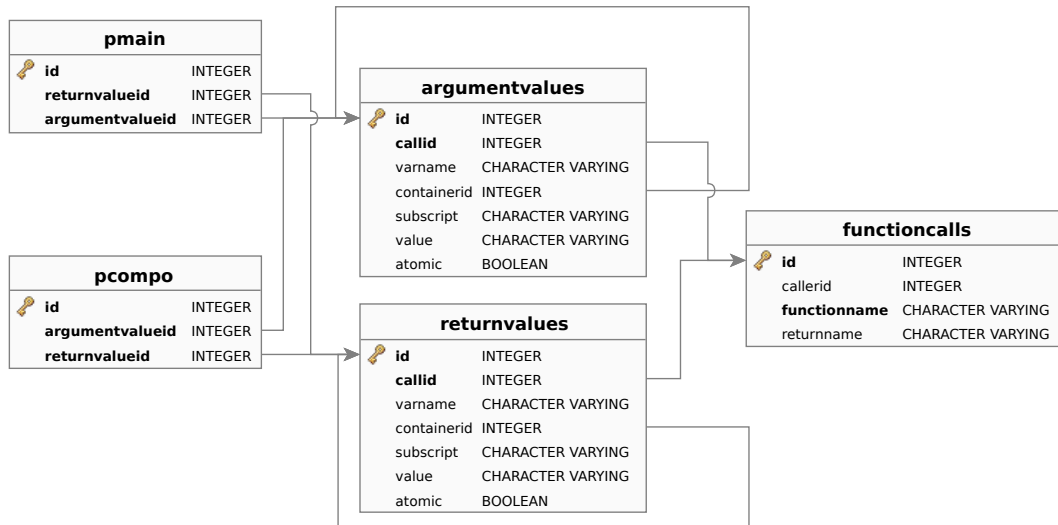 pmain
id INTEGER
returnvalueid INTEGER
argumentvalueid INTEGER
pcompo
id INTEGER
argumentvalueid INTEGER
returnvalueid INTEGER
argumentvalues
id INTEGER
callid INTEGER
varname CHARACTER VARYING
containerid INTEGER
subscript CHARACTER VARYING
value CHARACTER VARYING
atomic BOOLEAN
returnvalues
id INTEGER
callid INTEGER
varname CHARACTER VARYING
containerid INTEGER
subscript CHARACTER VARYING
value CHARACTER VARYING
atomic BOOLEAN
functioncalls
id INTEGER
callerid INTEGER
functionname CHARACTER VARYING
returnname CHARACTER VARYING